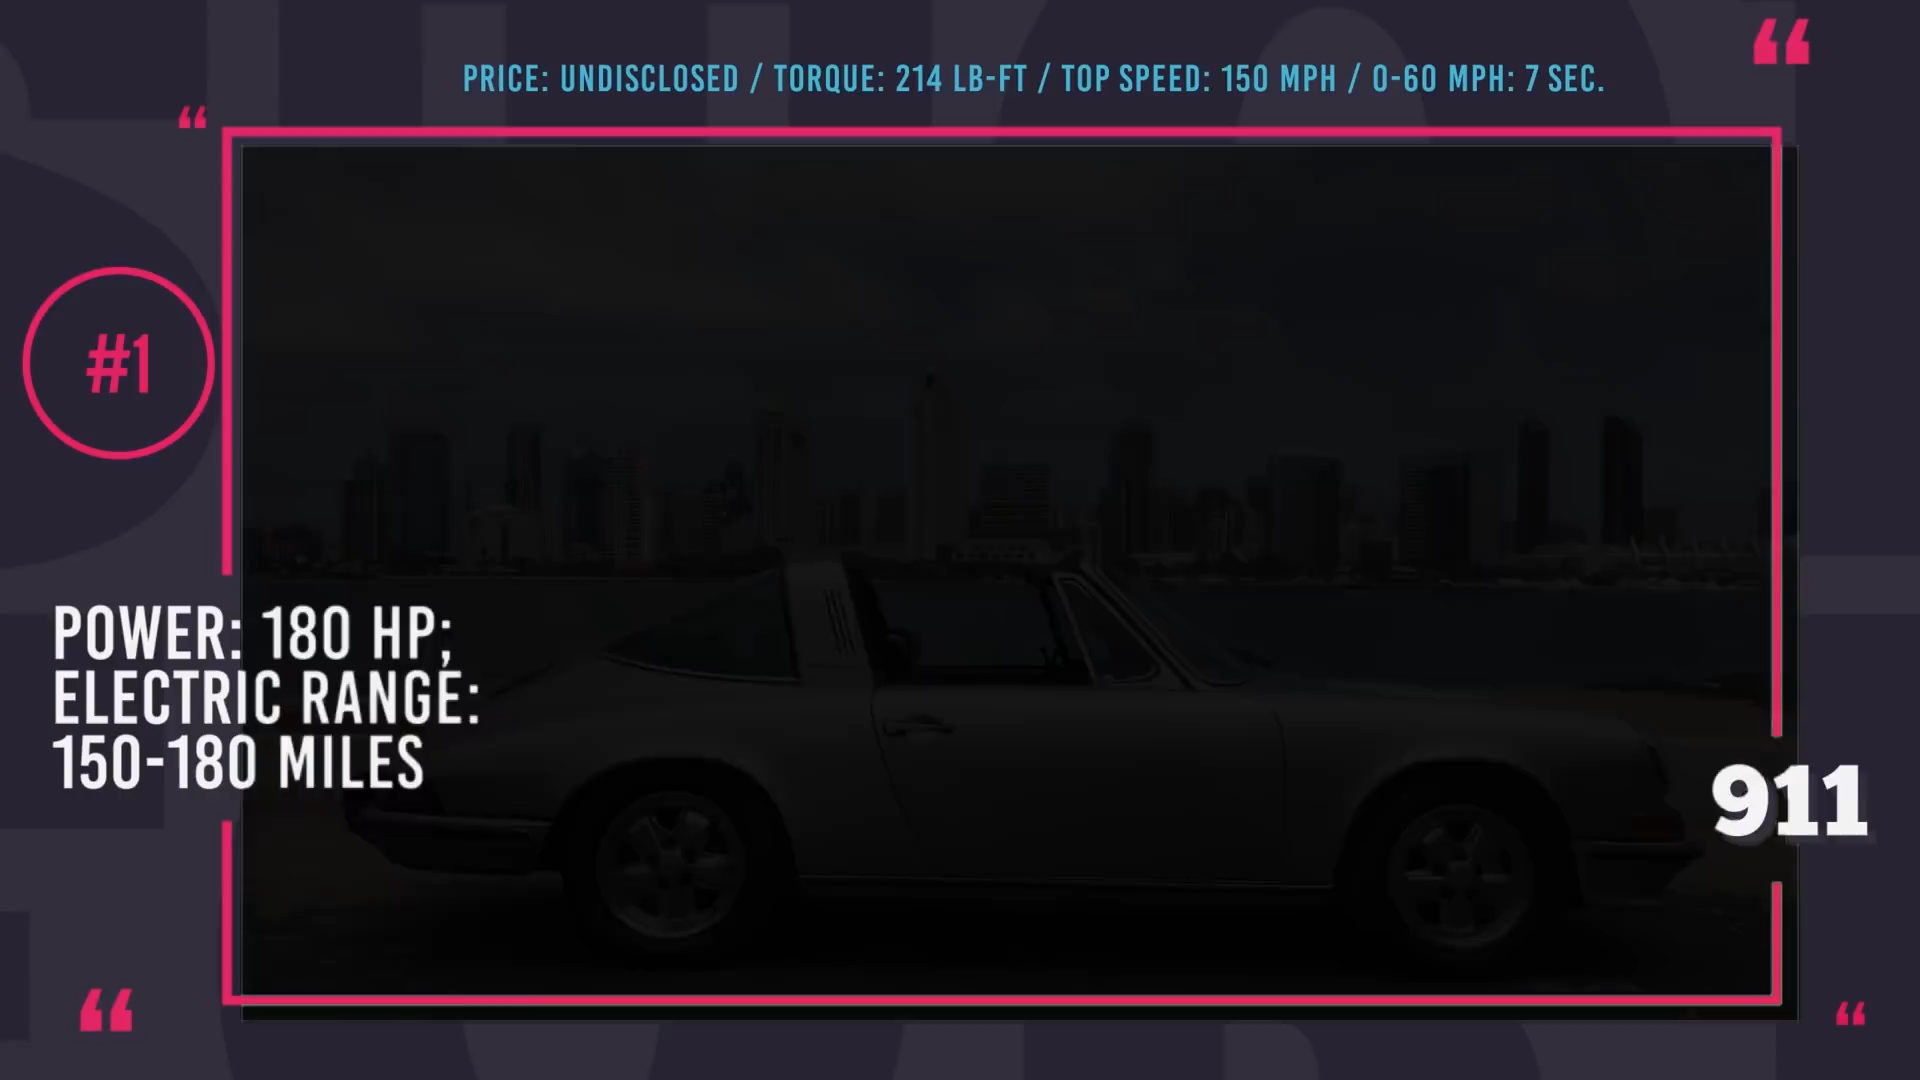 PRICE: UNDISCLOSED / TORQUE: 214 LB-FT / TOP SPEED: 150 MPH / 0-60 MPH: 7 SEC.
#1
POWER: 180 HP;
ELECTRIC RANGE:
150-180 MILES
911